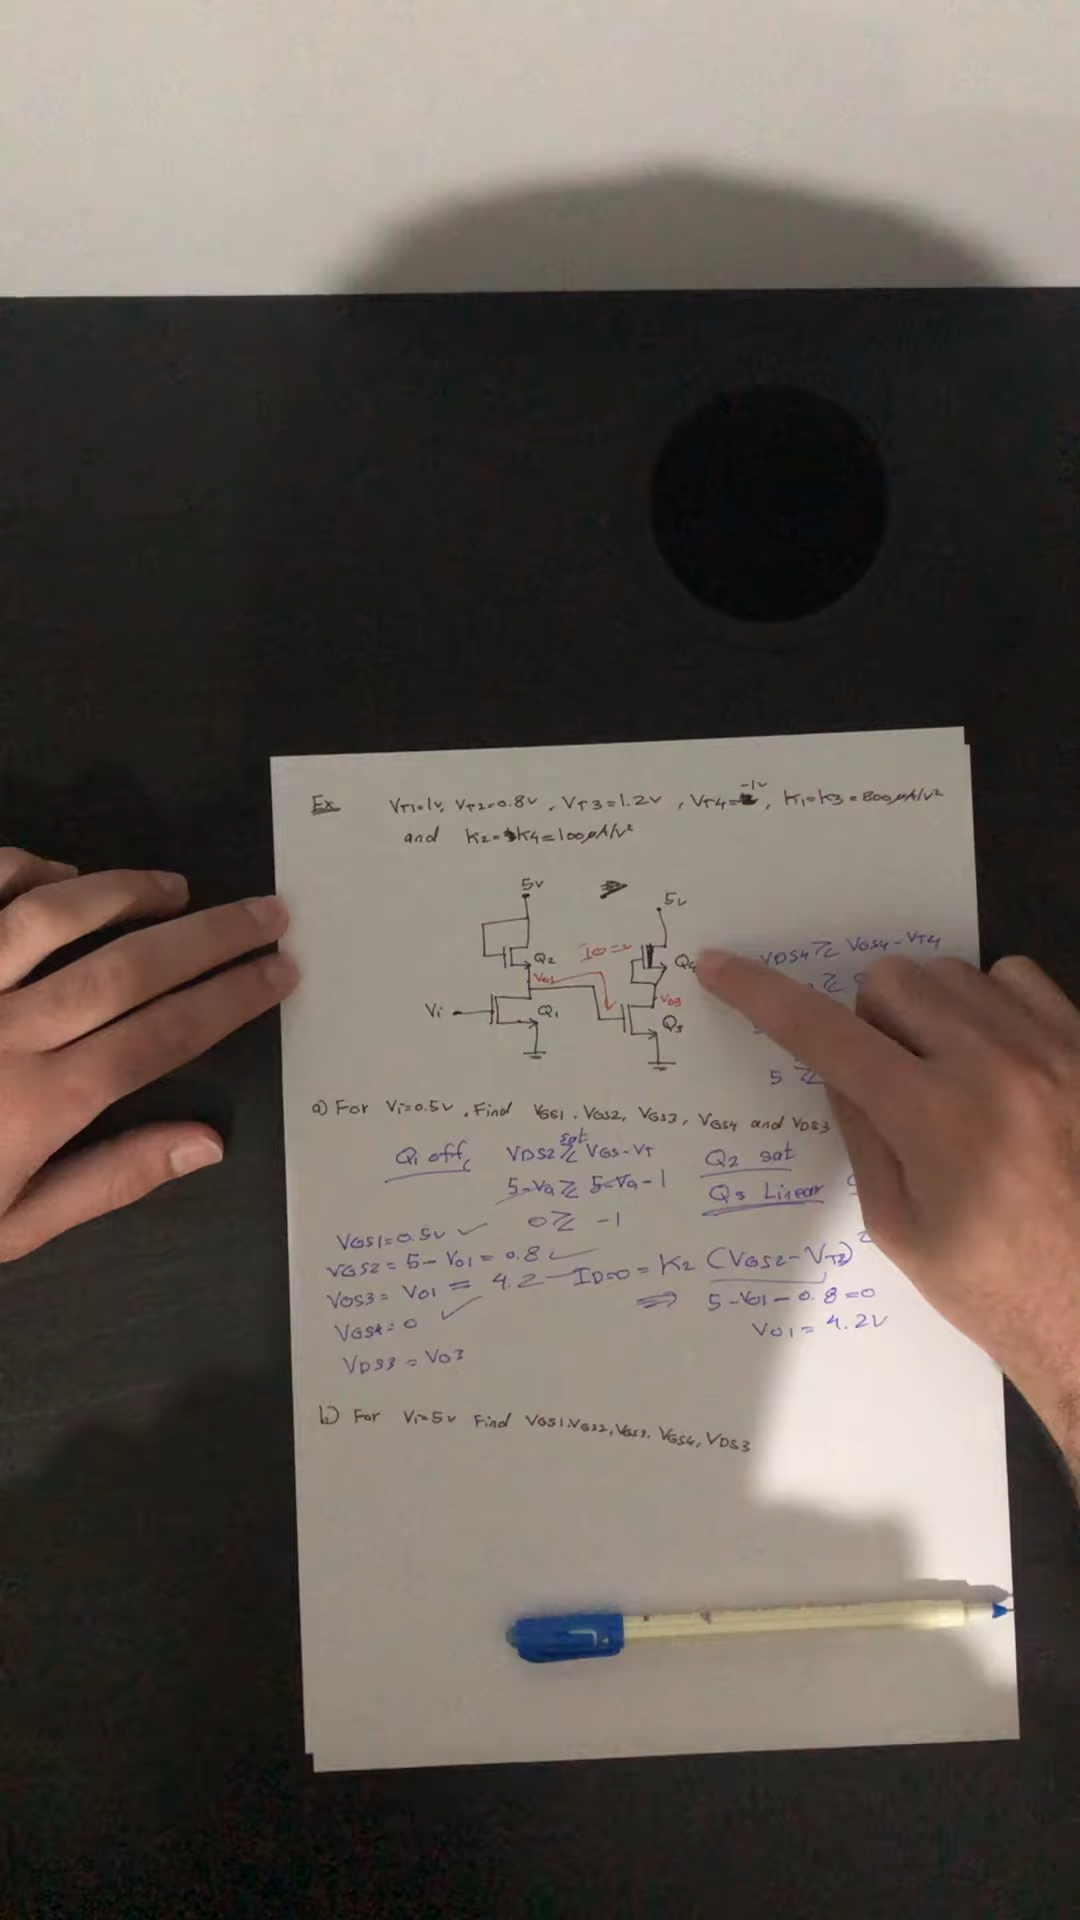 Ex VT1=1v, VT2=0.8v, VT3=1.2v, VT4=-1v, K1=K3=800μA/V²
and K2=K4=100μA/V²
5v
5v
Q2
ID=
Q4
Vo1
Vo3
Vi
Q1
Q3
VDS4 ≥ VGS4-VT4
≥
5 ≥
a) For Vi=0.5v, Find VGS1, VGS2, VGS3, VGS4 and VDS3
Q1 off, VDS2 sat ≥ VGS-VT Q2 sat
5-Va ≥ 5-Va-1 Q3 Linear
0 ≥ -1
VGS1=0.5v ✓
VGS2 = 5-Vo1 = 0.8 ✓ ID=0 = K2 (VGS2-VT2)²
VGS3 = Vo1 = 4.2 ⇒ 5-Vo1-0.8=0
VGS4=0 ✓ Vo1 = 4.2V
VDS3 = Vo3
b) For Vi=5v Find VGS1, VGS2, VGS3, VGS4, VDS3